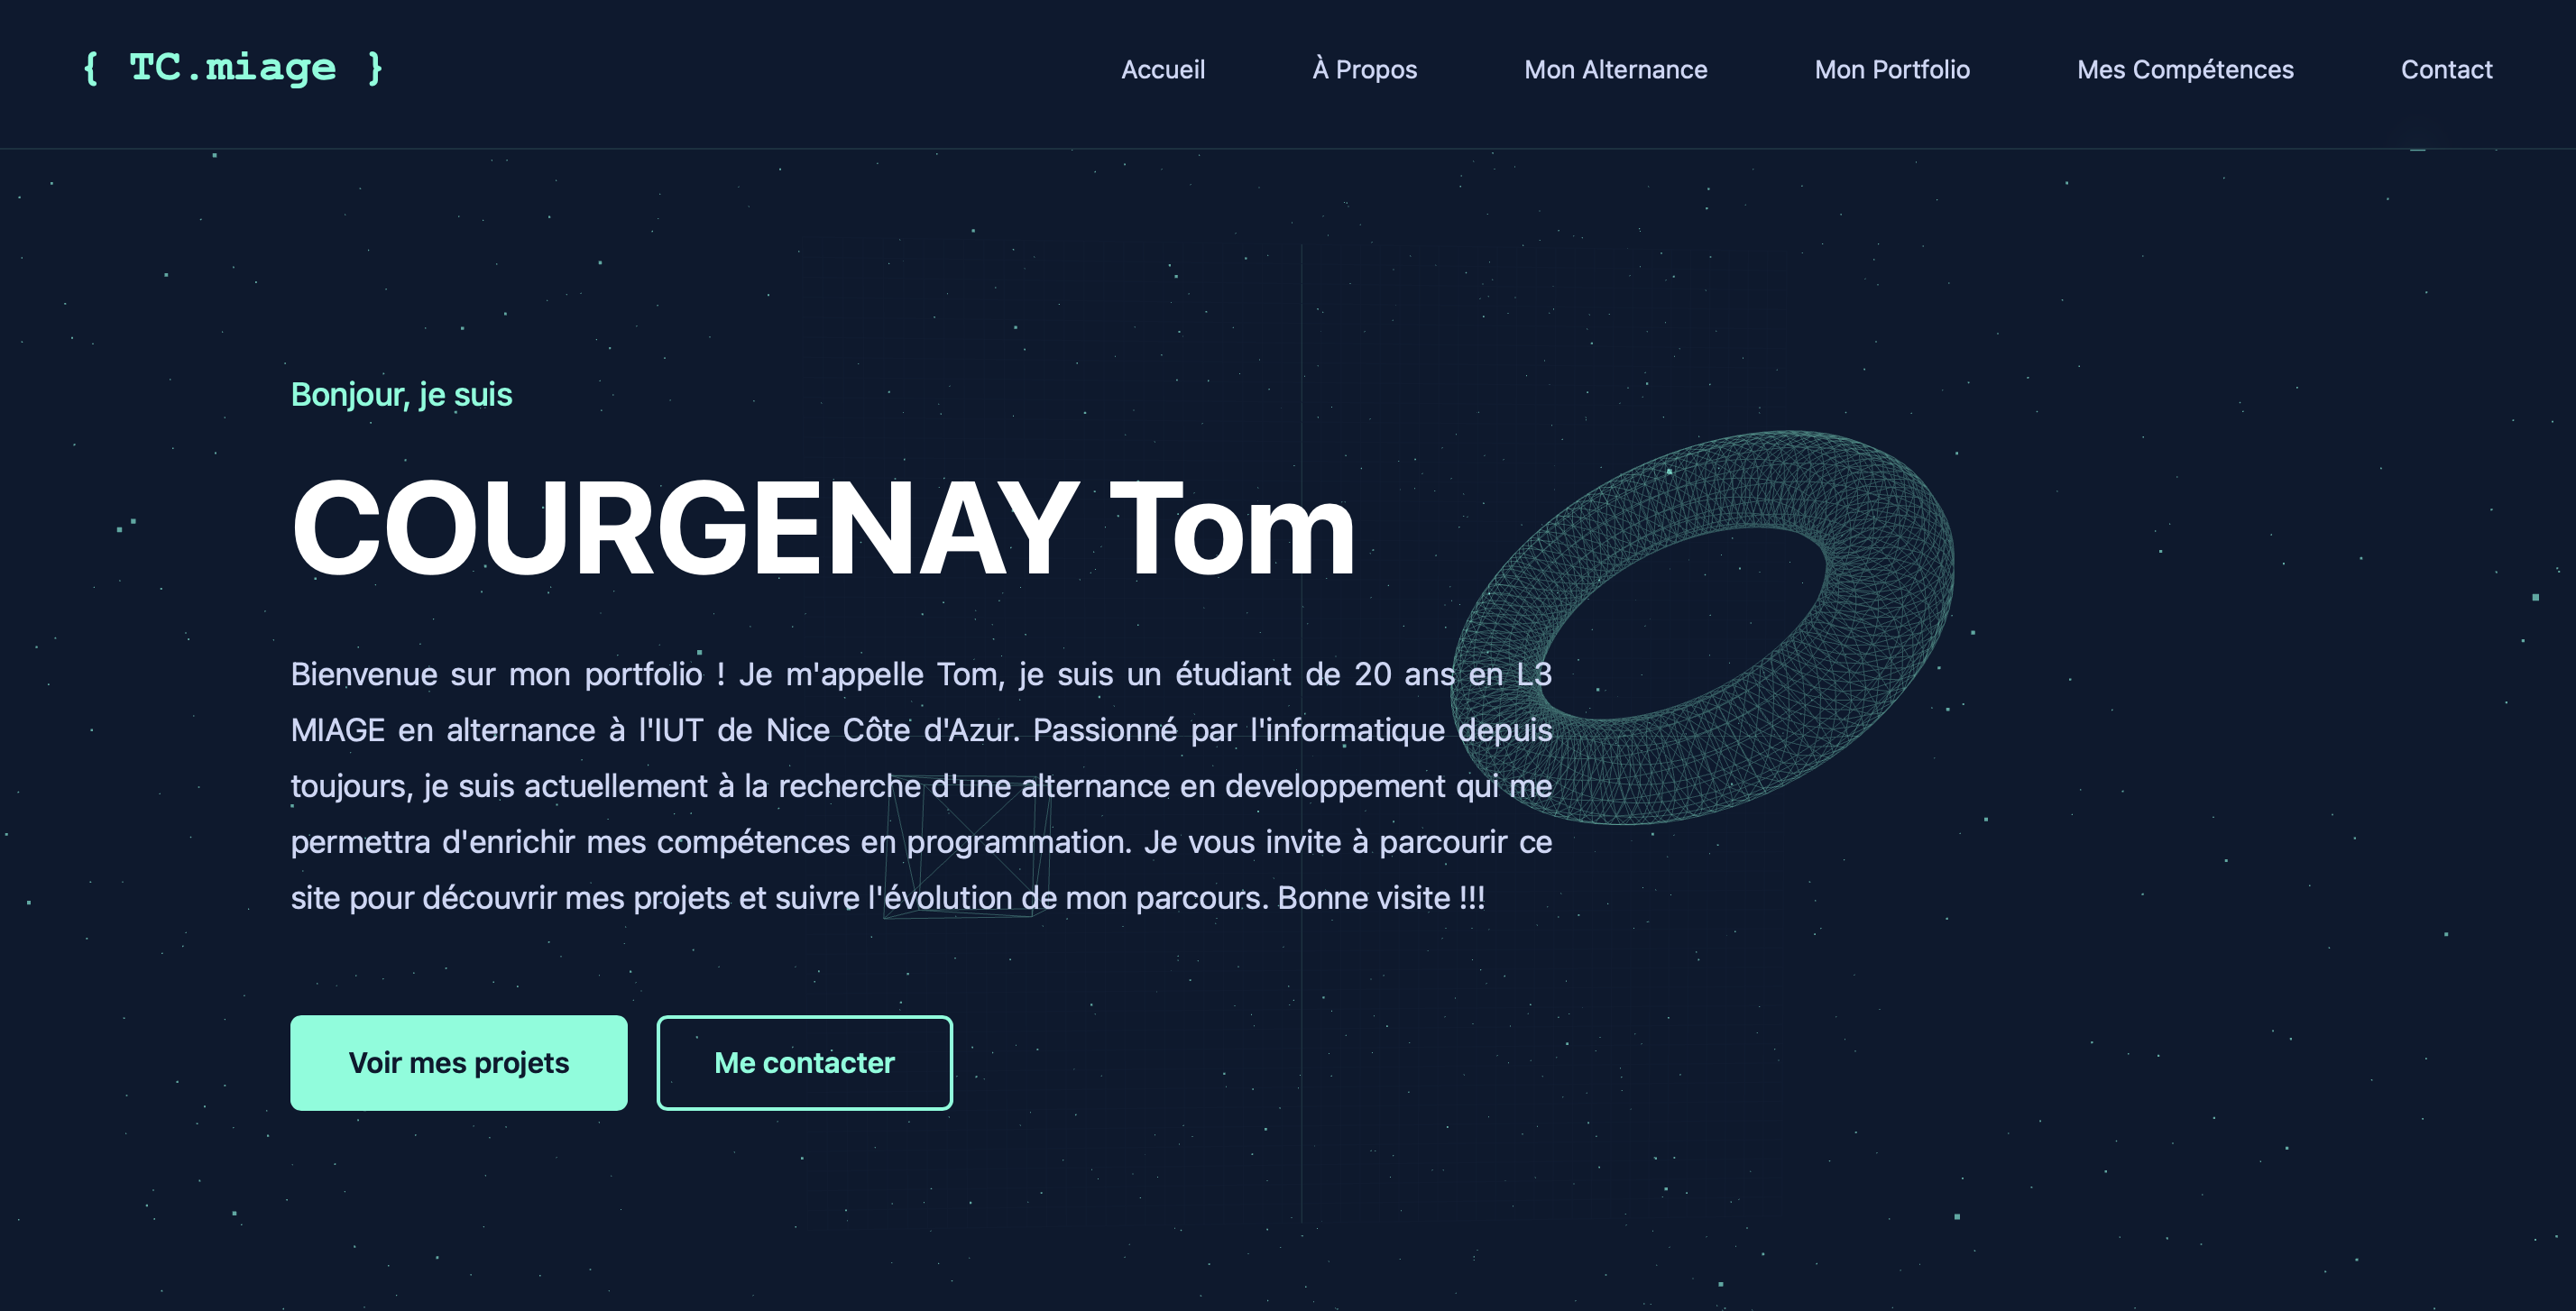 { TC.miage }
Accueil À Propos Mon Alternance Mon Portfolio Mes Compétences Contact
Bonjour, je suis
COURGENAY Tom
Bienvenue sur mon portfolio ! Je m'appelle Tom, je suis un étudiant de 20 ans en L3
MIAGE en alternance à l'IUT de Nice Côte d'Azur. Passionné par l'informatique depuis
toujours, je suis actuellement à la recherche d'une alternance en developpement qui me
permettra d'enrichir mes compétences en programmation. Je vous invite à parcourir ce
site pour découvrir mes projets et suivre l'évolution de mon parcours. Bonne visite !!!
Voir mes projets Me contacter